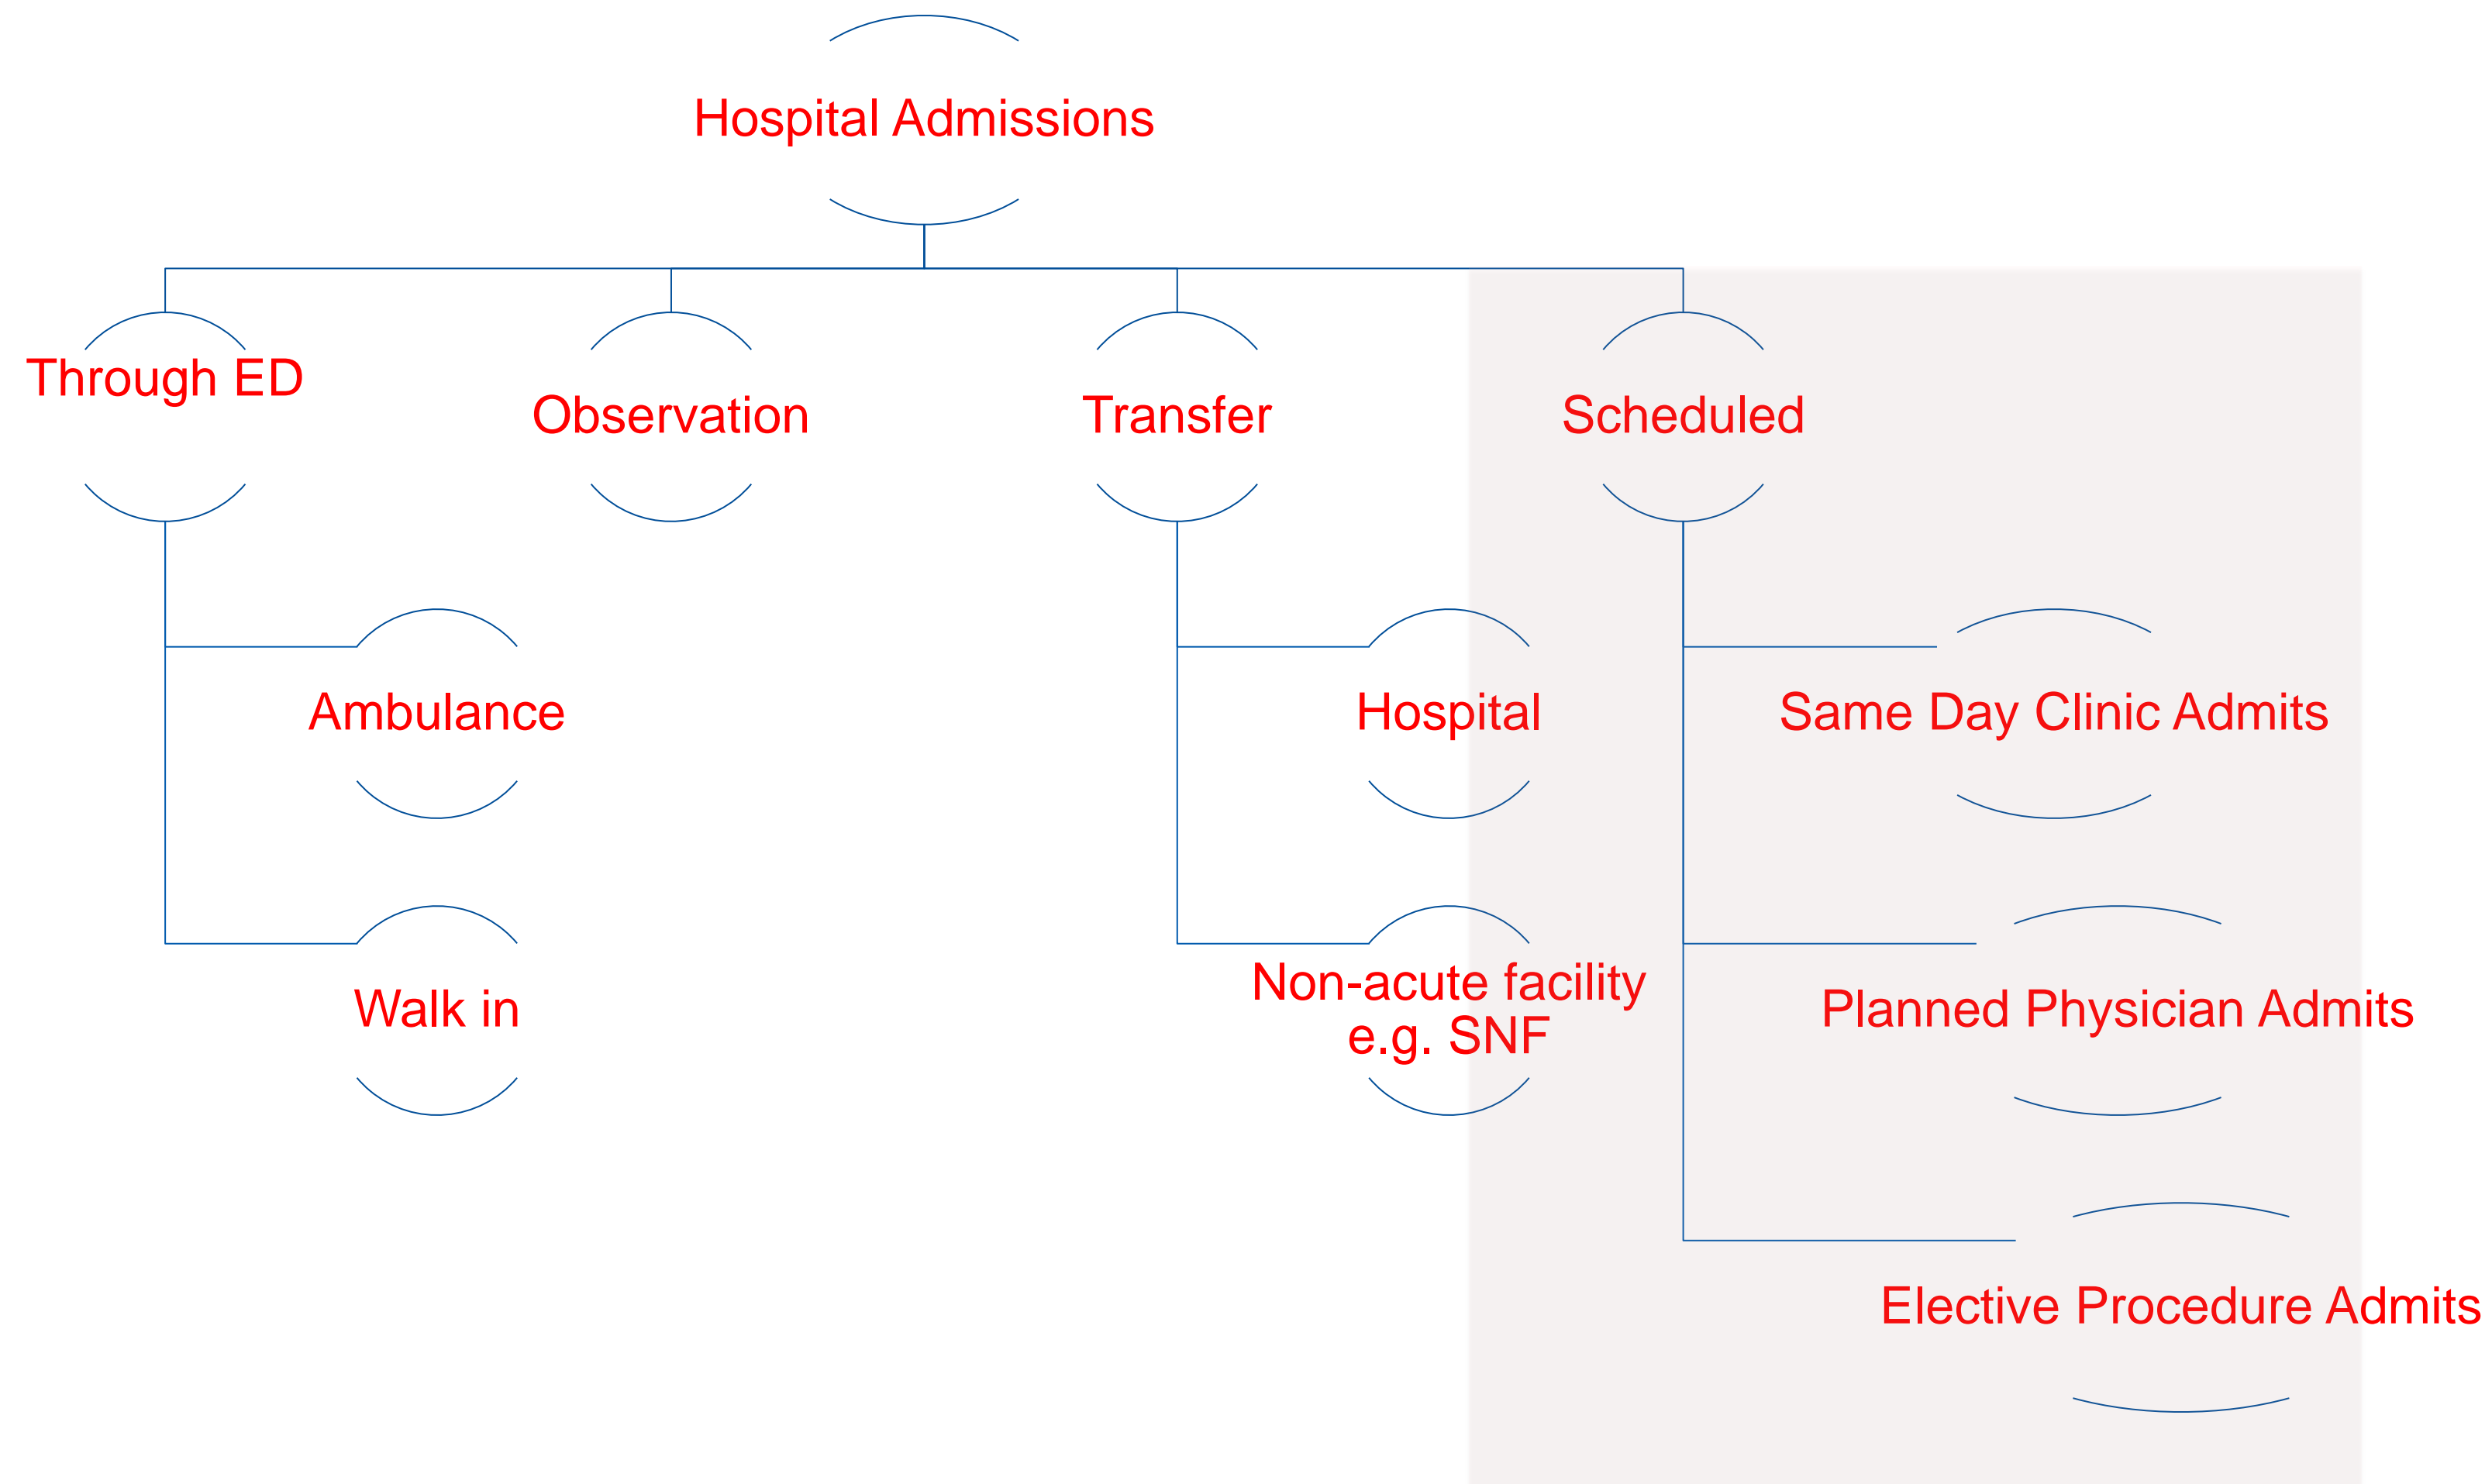 Hospital Admissions
Through ED
Observation
Transfer
Scheduled
Ambulance
Hospital
Same Day Clinic Admits
Walk in
Non-acute facility
e.g. SNF
Planned Physician Admits
Elective Procedure Admits